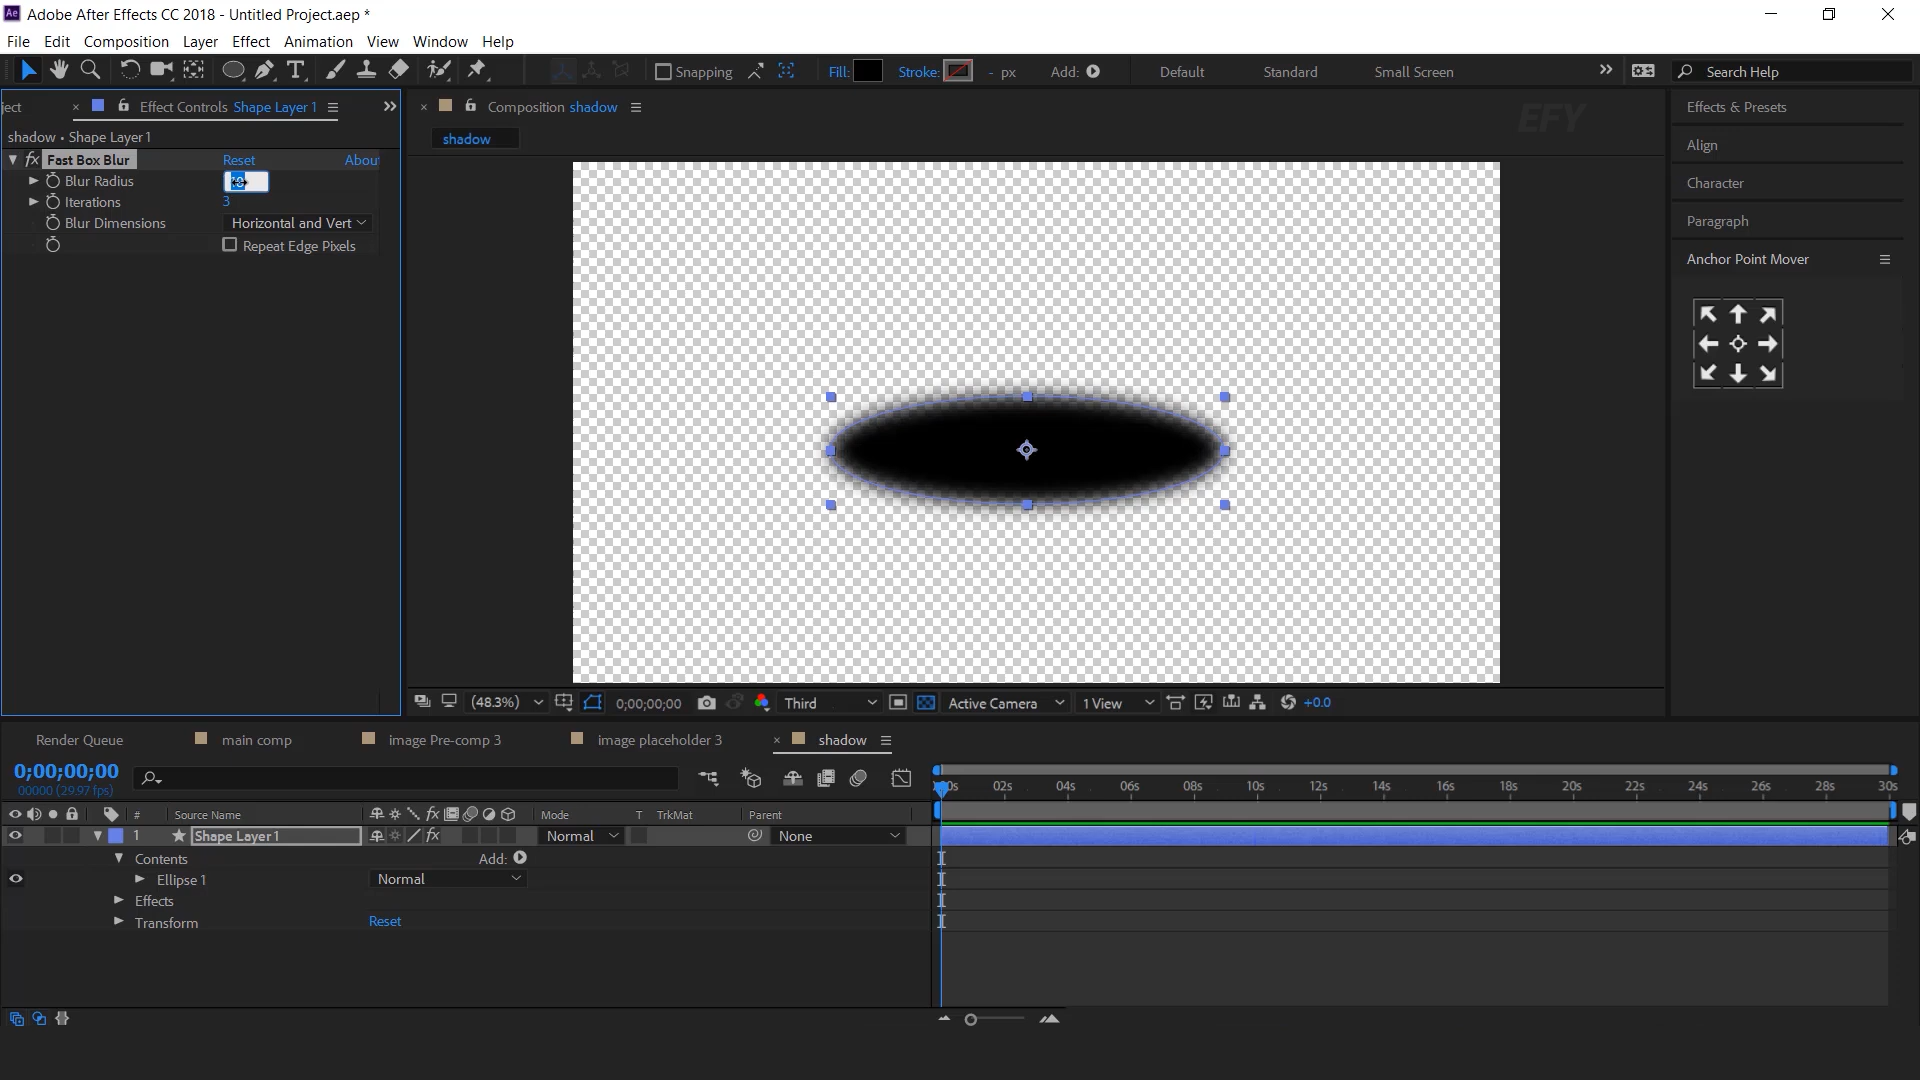 Adobe After Effects CC 2018 - Untitled Project.aep *
File Edit Composition Layer Effect Animation View Window Help
Snapping Fill: Stroke: - px Add: Default Standard Small Screen Search Help
ject Effect Controls Shape Layer 1
Composition shadow
EFY
Effects & Presets
shadow • Shape Layer 1
shadow
Fast Box Blur Reset About
Align
Blur Radius
Character
Iterations 3
Blur Dimensions Horizontal and Vert
Paragraph
Repeat Edge Pixels
Anchor Point Mover
(48.3%) 0;00;00;00 Third Active Camera 1 View +0.0
Render Queue main comp image Pre-comp 3 image placeholder 3 shadow
0;00;00;00
00000 (29.97 fps)
02s 04s 06s 08s 10s 12s 14s 16s 18s 20s 22s 24s 26s 28s 30s
# Source Name Mode T TrkMat Parent
1 Shape Layer 1 fx Normal None
Contents Add:
Ellipse 1 Normal
Effects
Transform Reset